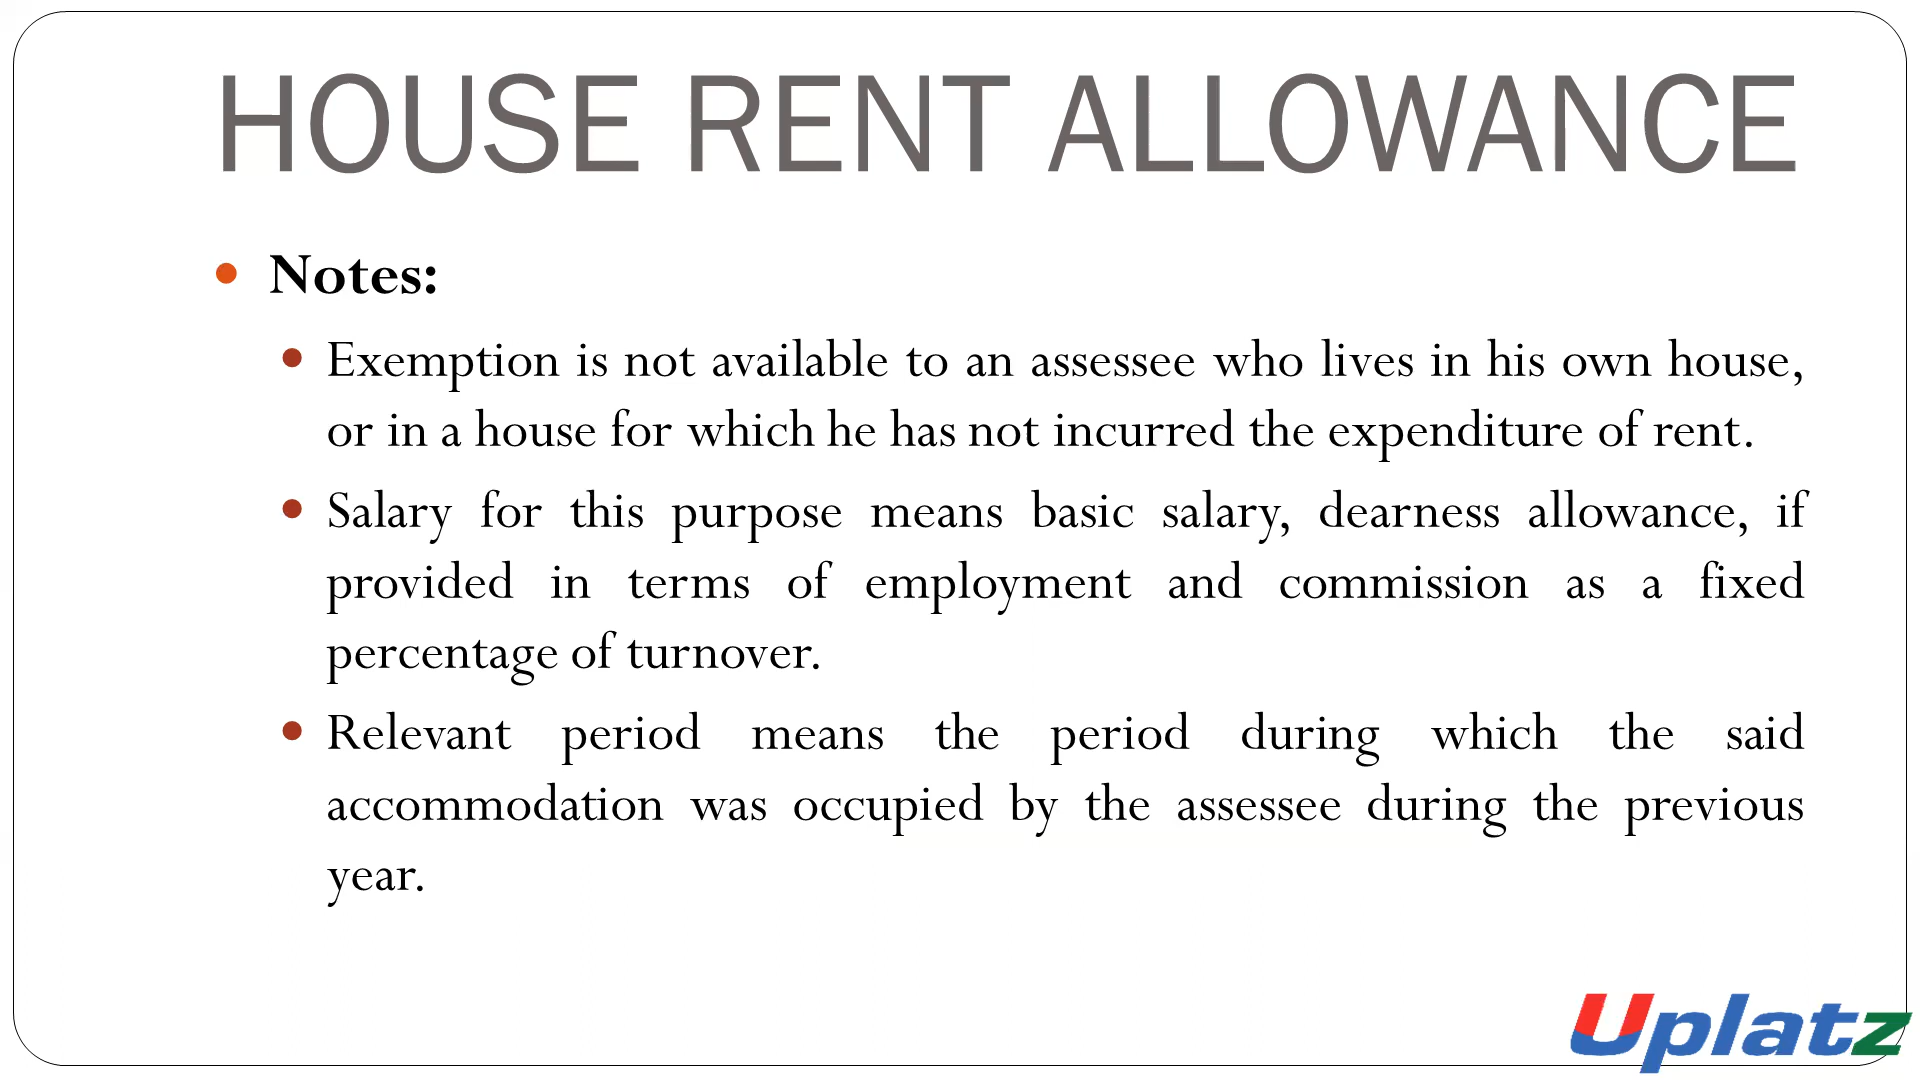 HOUSE RENT ALLOWANCE
Notes:
Exemption is not available to an assessee who lives in his own house,
or in a house for which he has not incurred the expenditure of rent.
Salary for this purpose means basic salary, dearness allowance, if
provided in terms of employment and commission as a fixed
percentage of turnover.
Relevant period means the period during which the said
accommodation was occupied by the assessee during the previous
year.
Uplatz